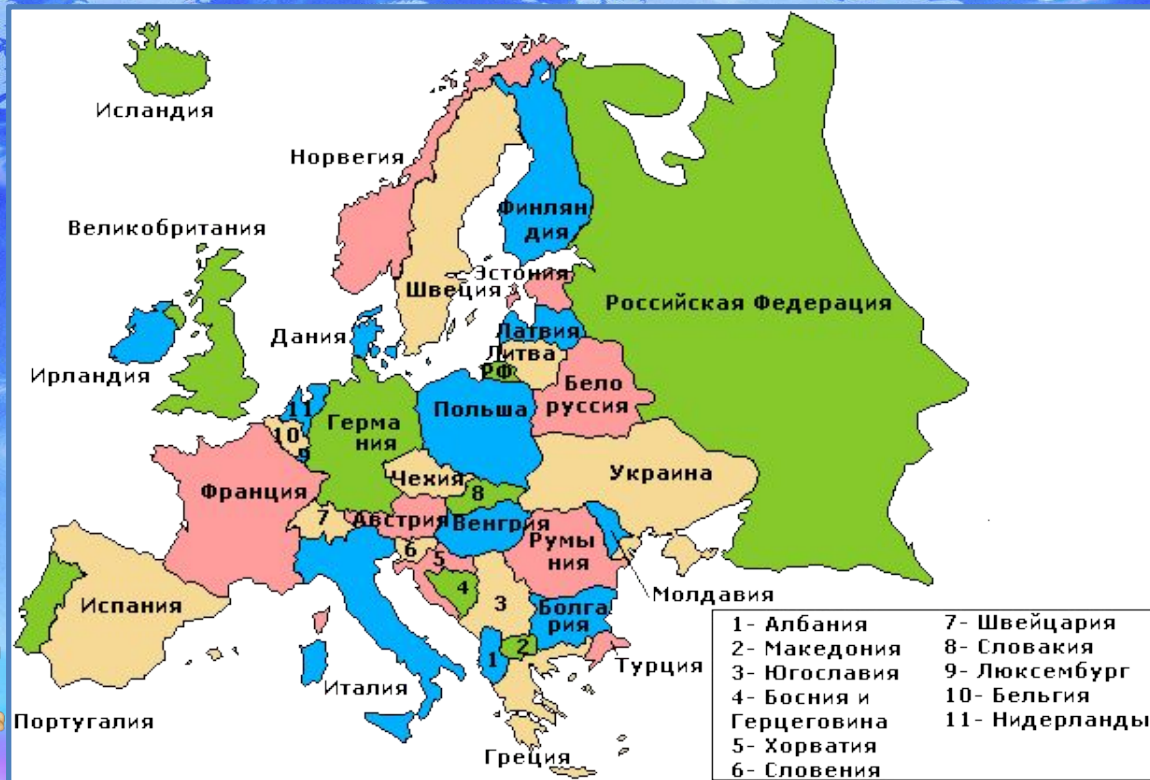 Исландия
Норвегия
Великобритания
Финлян
дия
Эстония
Швеция
Российская Федерация
Дания
Латвия
Литва
РФ
Ирландия
Бело
руссия
11
Польша
Герма
ния
10
9
Чехия
Украина
Франция
8
7
Австрия
Венгрия
Румы
ния
6
5
4
3
Испания
Молдавия
Болга
рия
2
1
Турция
Италия
Португалия
Греция
1- Албания
2- Македония
3- Югославия
4- Босния и
Герцеговина
5- Хорватия
6- Словения
7- Швейцария
8- Словакия
9- Люксембург
10- Бельгия
11- Нидерланды